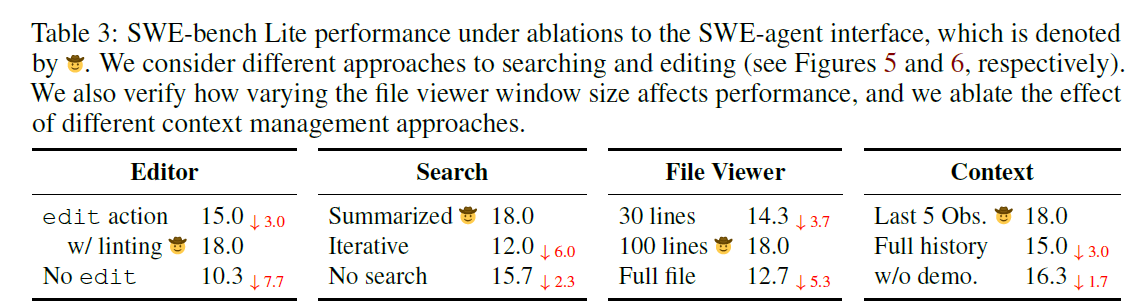 Table 3: SWE-bench Lite performance under ablations to the SWE-agent interface, which is denoted
by 🤠. We consider different approaches to searching and editing (see Figures 5 and 6, respectively).
We also verify how varying the file viewer window size affects performance, and we ablate the effect
of different context management approaches.
Editor
edit action 15.0 ↓ 3.0
w/ linting 🤠 18.0
No edit 10.3 ↓ 7.7
Search
Summarized 🤠 18.0
Iterative 12.0 ↓ 6.0
No search 15.7 ↓ 2.3
File Viewer
30 lines 14.3 ↓ 3.7
100 lines 🤠 18.0
Full file 12.7 ↓ 5.3
Context
Last 5 Obs. 🤠 18.0
Full history 15.0 ↓ 3.0
w/o demo. 16.3 ↓ 1.7